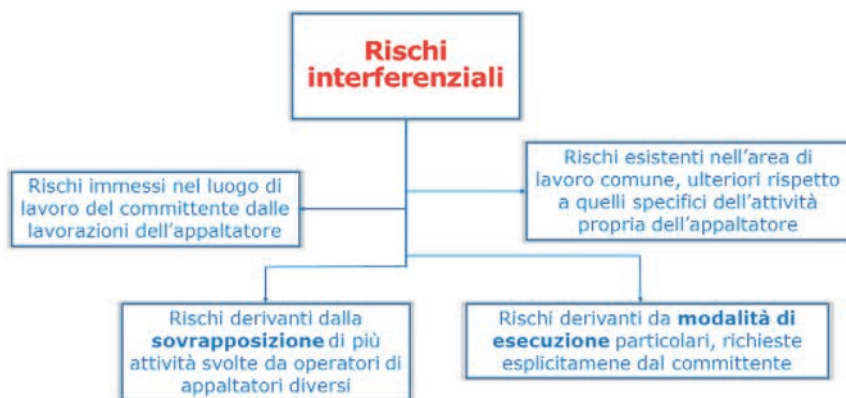 Rischi
interferenziali
Rischi immessi nel luogo di
lavoro del committente dalle
lavorazioni dell'appaltatore
Rischi esistenti nell'area di
lavoro comune, ulteriori rispetto
a quelli specifici dell'attività
propria dell'appaltatore
Rischi derivanti dalla
sovrapposizione di più
attività svolte da operatori di
appaltatori diversi
Rischi derivanti da modalità di
esecuzione particolari, richieste
esplicitamene dal committente